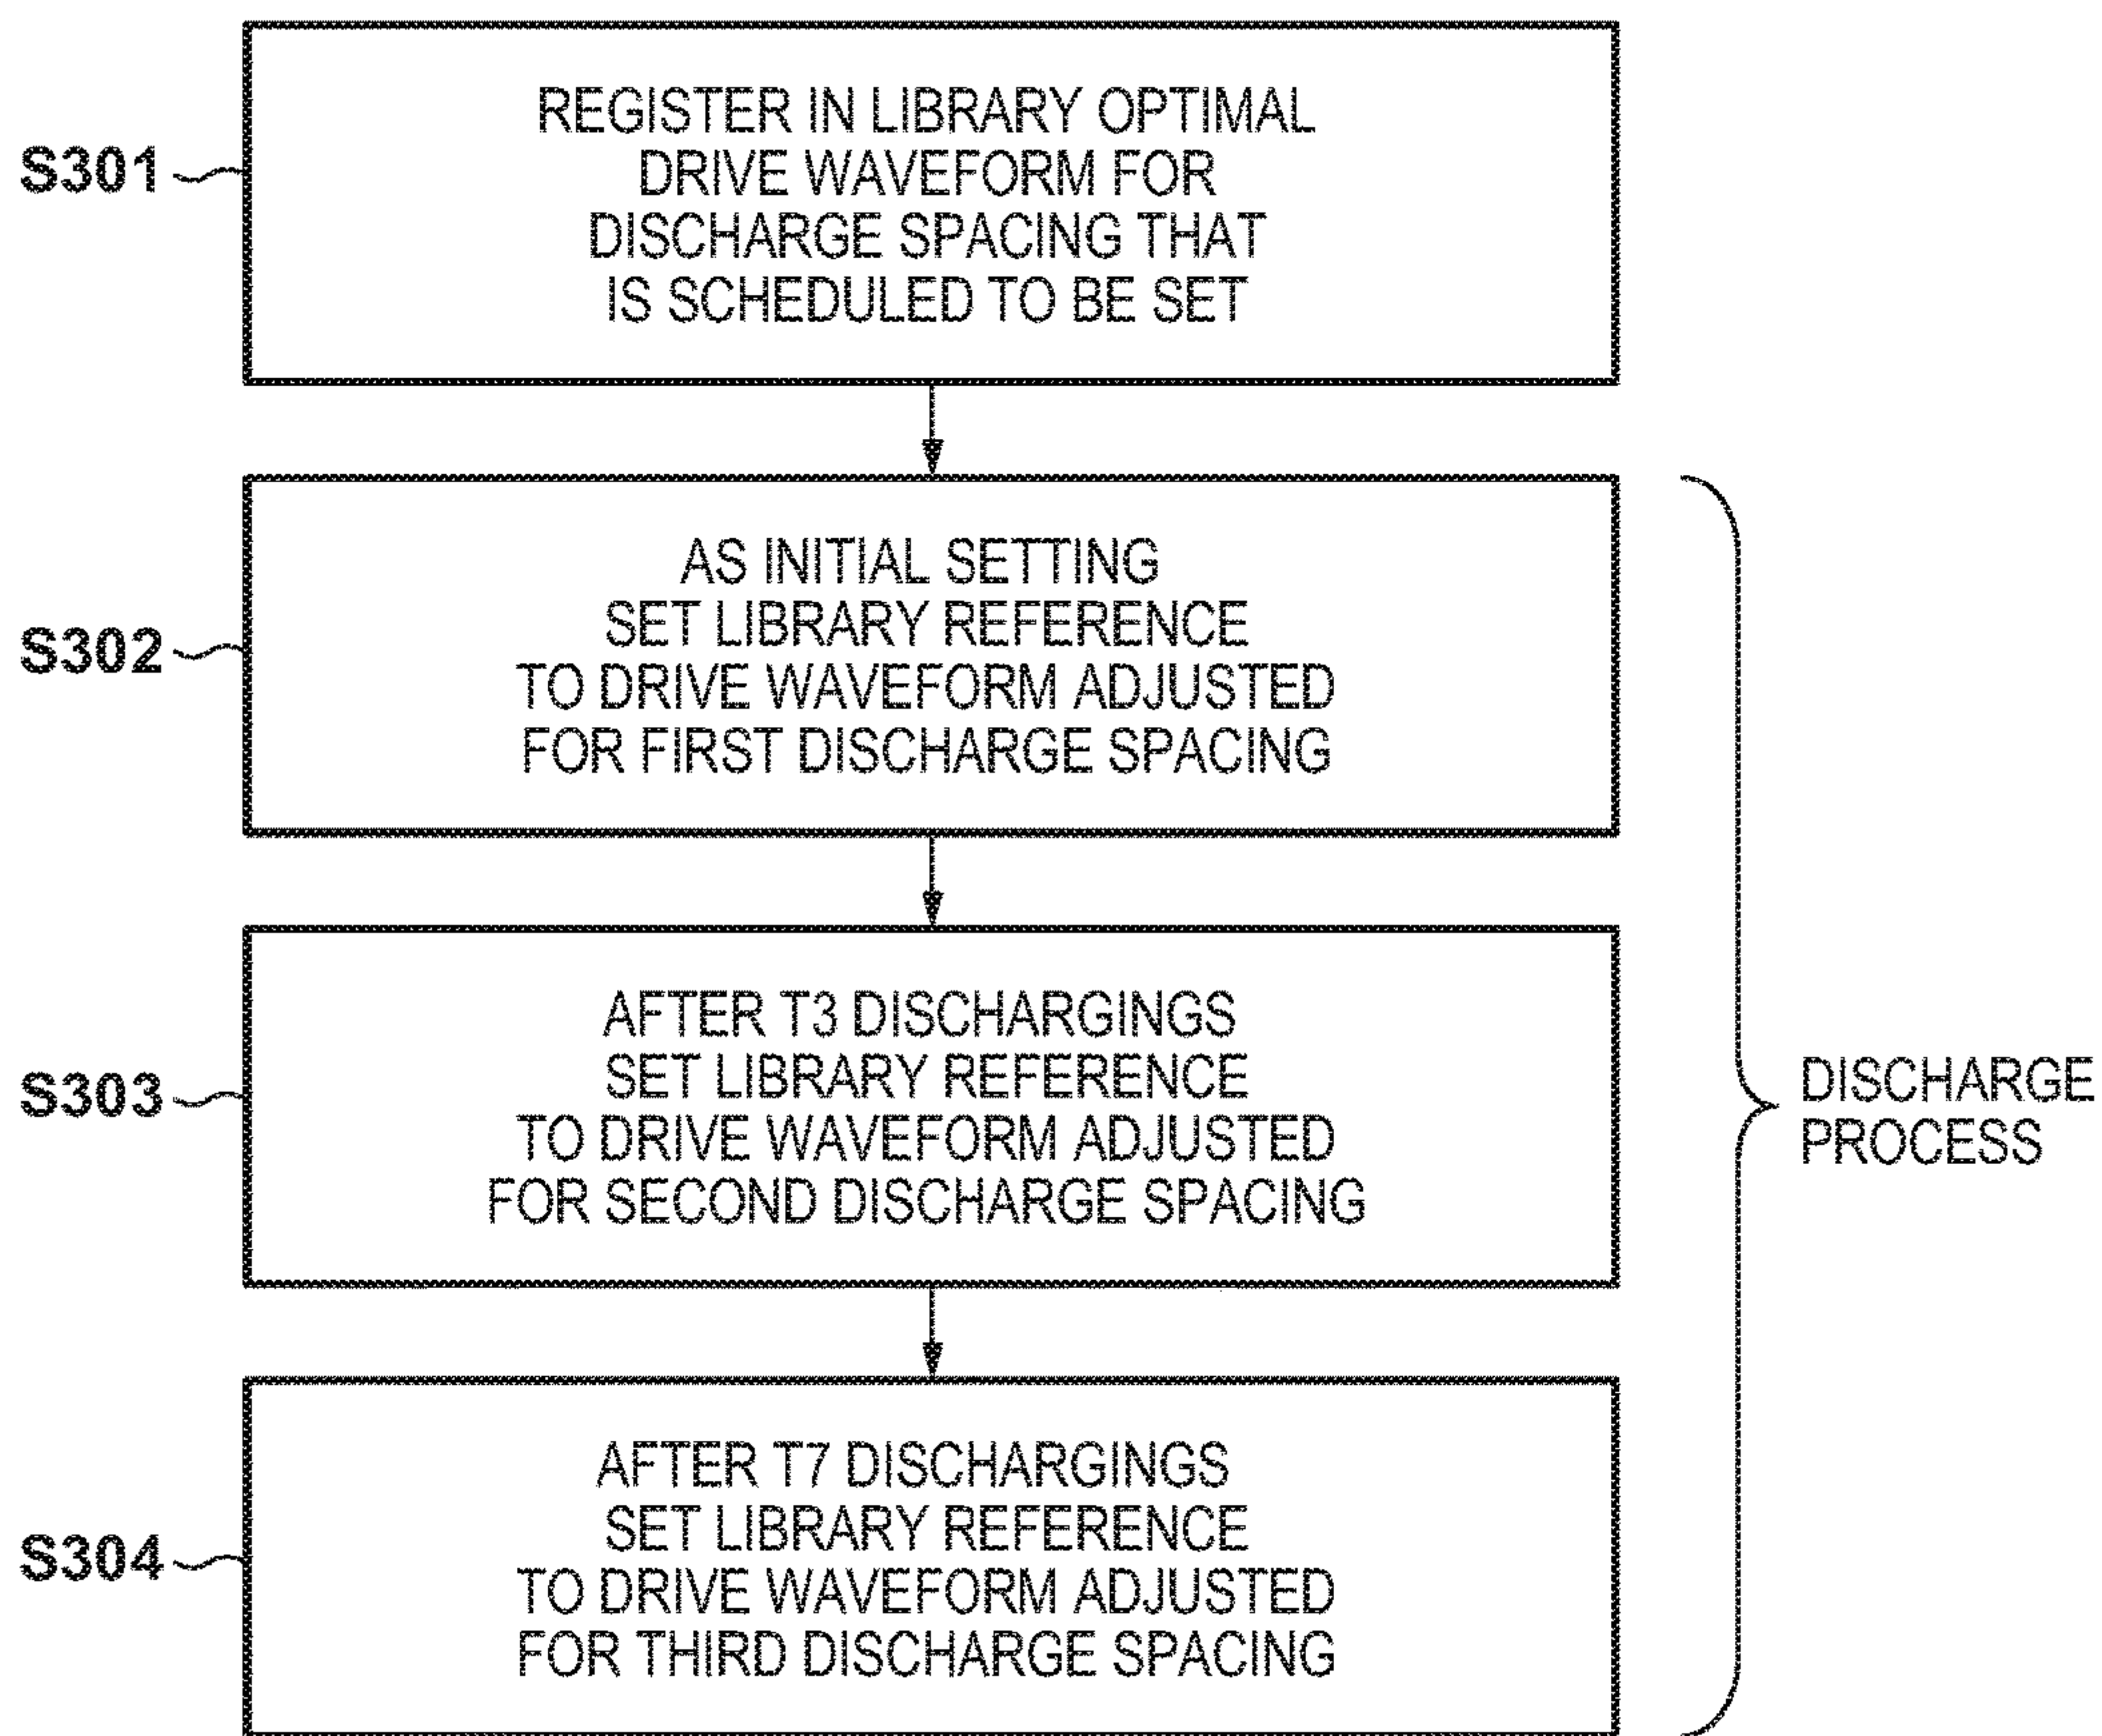 S301
REGISTER IN LIBRARY OPTIMAL
DRIVE WAVEFORM FOR
DISCHARGE SPACING THAT
IS SCHEDULED TO BE SET
S302
AS INITIAL SETTING
SET LIBRARY REFERENCE
TO DRIVE WAVEFORM ADJUSTED
FOR FIRST DISCHARGE SPACING
S303
AFTER T3 DISCHARGINGS
SET LIBRARY REFERENCE
TO DRIVE WAVEFORM ADJUSTED
FOR SECOND DISCHARGE SPACING
S304
AFTER T7 DISCHARGINGS
SET LIBRARY REFERENCE
TO DRIVE WAVEFORM ADJUSTED
FOR THIRD DISCHARGE SPACING
DISCHARGE
PROCESS